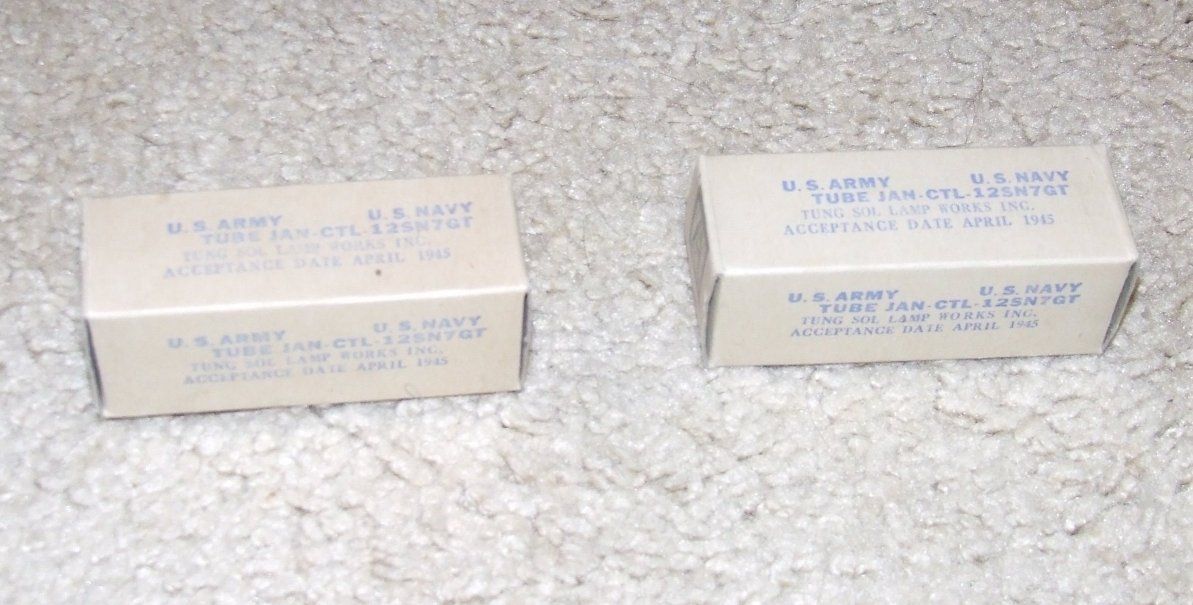 U.S. ARMY U.S. NAVY
TUBE JAN-CTL-12SN7GT
TUNG SOL LAMP WORKS INC.
ACCEPTANCE DATE APRIL 1945
U.S. ARMY U.S. NAVY
TUBE JAN-CTL-12SN7GT
TUNG SOL LAMP WORKS INC.
ACCEPTANCE DATE APRIL 1945
U.S. ARMY U.S. NAVY
TUBE JAN-CTL-12SN7GT
TUNG SOL LAMP WORKS INC.
ACCEPTANCE DATE APRIL 1945
U.S. ARMY U.S. NAVY
TUBE JAN-CTL-12SN7GT
TUNG SOL LAMP WORKS INC.
ACCEPTANCE DATE APRIL 1945